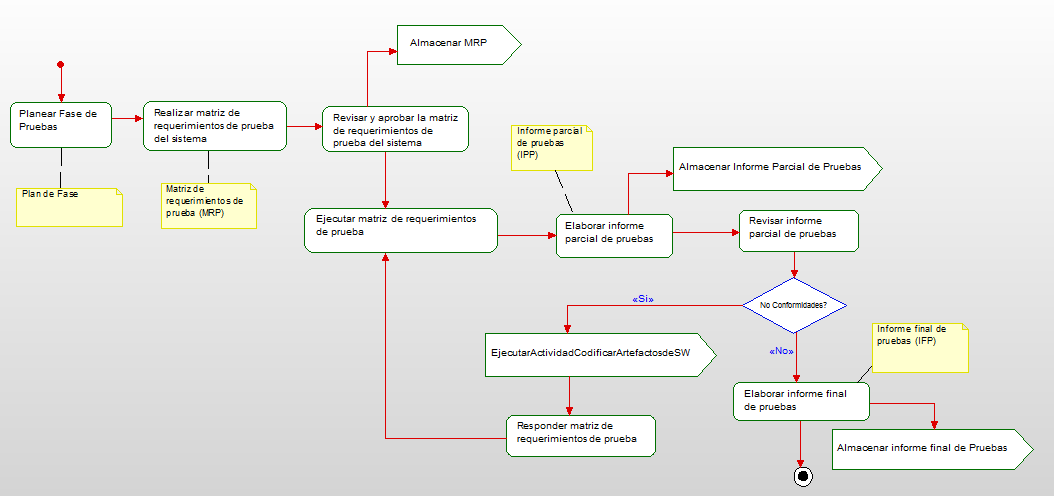 Almacenar MRP
Planear Fase de
Pruebas
Realizar matriz de
requerimientos de prueba
del sistema
Revisar y aprobar la matriz
de requerimientos de
prueba del sistema
Informe parcial
de pruebas
(IPP)
Almacenar Informe Parcial de Pruebas
Plan de Fase
Matriz de
requerimientos de
prueba (MRP)
Ejecutar matriz de requerimientos
de prueba
Elaborar informe
parcial de pruebas
Revisar informe
parcial de pruebas
No Conformidades?
«Si»
«No»
Informe final de
pruebas (IFP)
EjecutarActividadCodificarArtefactosdeSW
Elaborar informe final
de pruebas
Responder matriz de
requerimientos de prueba
Almacenar informe final de Pruebas